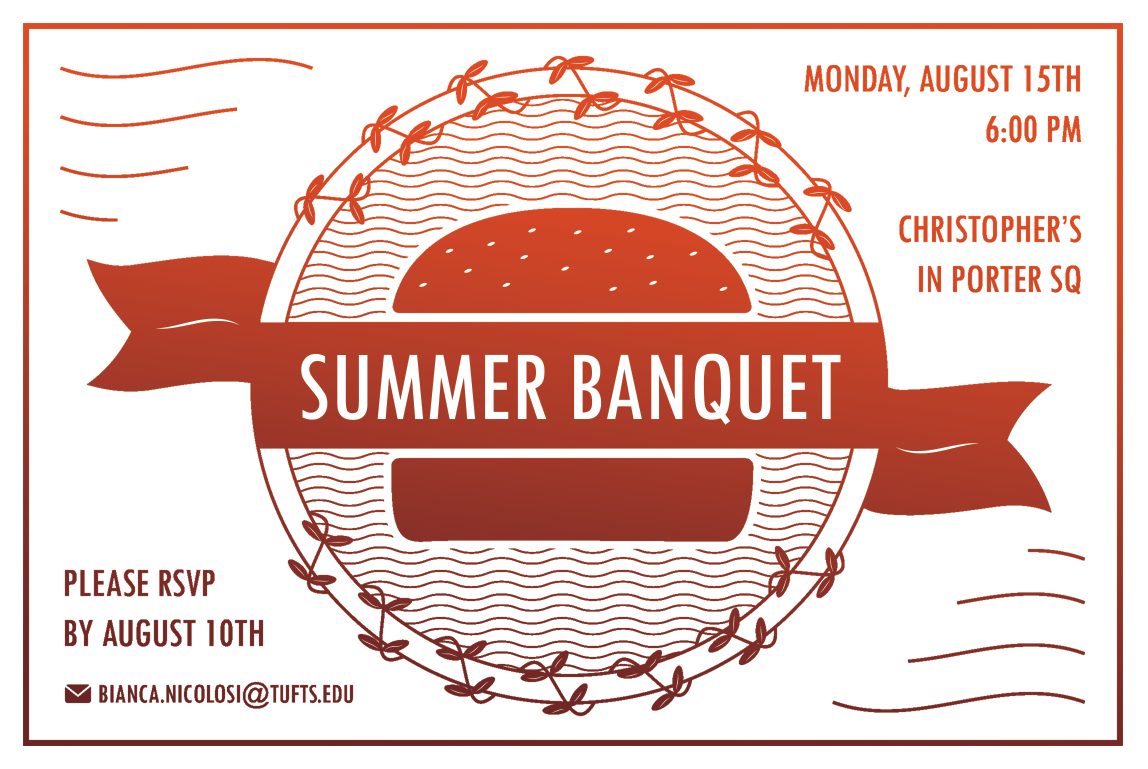 MONDAY, AUGUST 15TH
6:00 PM
CHRISTOPHER'S
IN PORTER SQ
SUMMER BANQUET
PLEASE RSVP
BY AUGUST 10TH
BIANCA.NICOLOSI@TUFTS.EDU